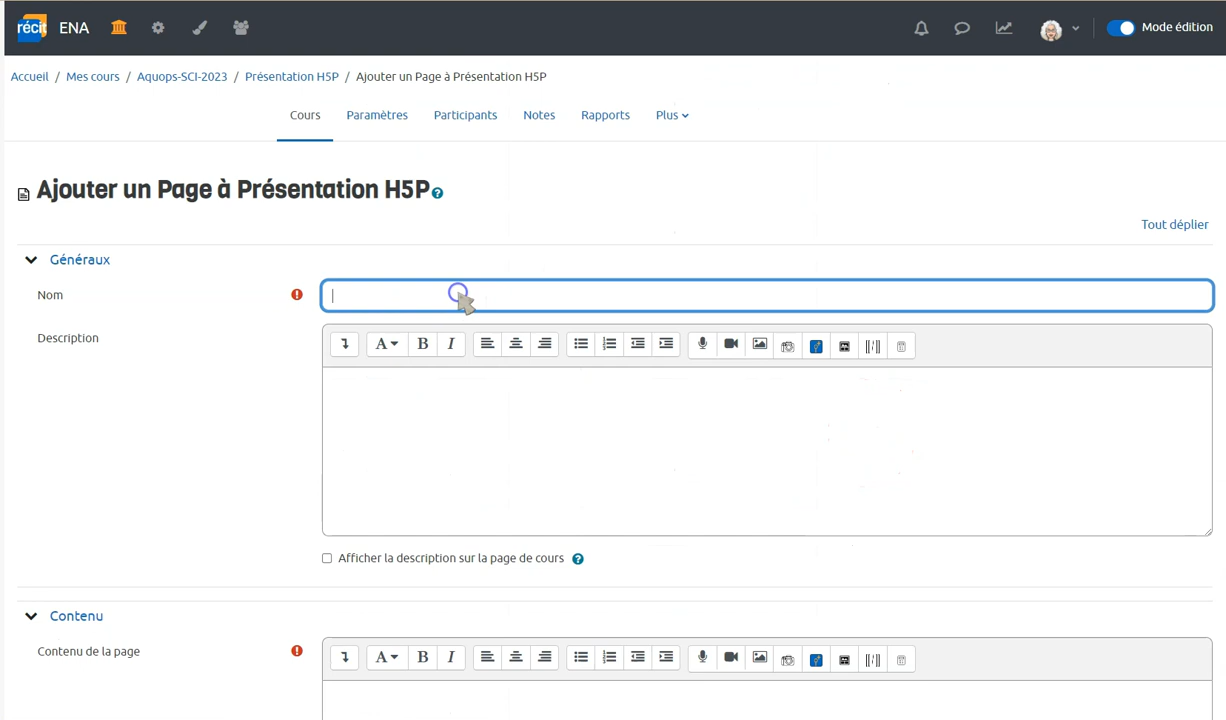 récit ENA Mode édition
Accueil / Mes cours / Aquops-SCI-2023 / Présentation H5P / Ajouter un Page à Présentation H5P
Cours Paramètres Participants Notes Rapports Plus
Ajouter un Page à Présentation H5P
Tout déplier
Généraux
Nom
Description
A B I
Afficher la description sur la page de cours
Contenu
Contenu de la page
A B I